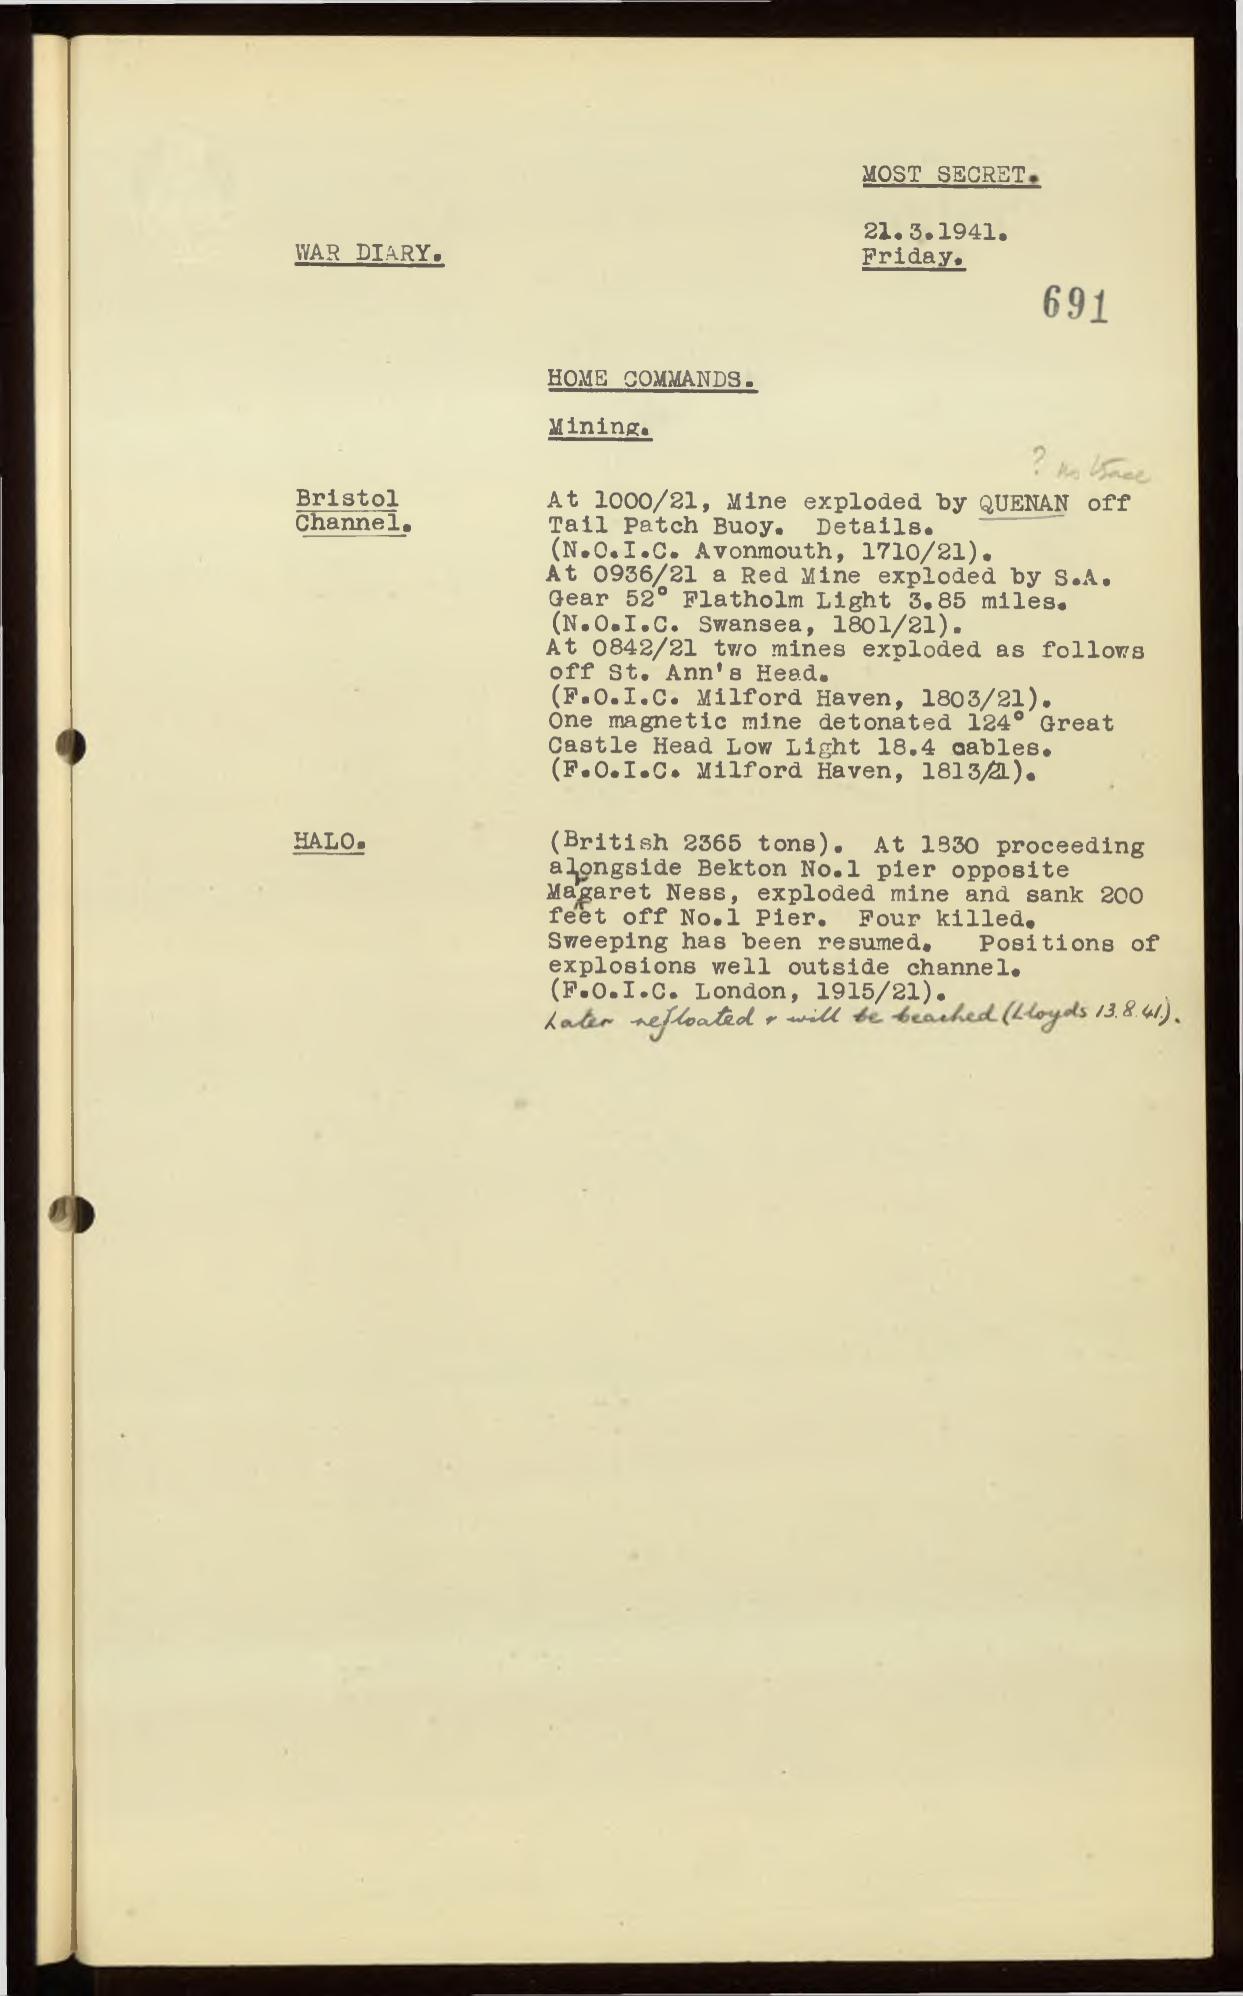 MOST SECRET.
21.3.1941.
WAR DIARY.
Friday.
691
HOME COMMANDS.
Mining.
? no trace
Bristol
Channel.
At 1000/21, Mine exploded by QUENAN off
Tail Patch Buoy. Details.
(N.O.I.C. Avonmouth, 1710/21).
At 0936/21 a Red Mine exploded by S.A.
Gear 52° Flatholm Light 3.85 miles.
(N.O.I.C. Swansea, 1801/21).
At 0842/21 two mines exploded as follows
off St. Ann's Head.
(F.O.I.C. Milford Haven, 1803/21).
One magnetic mine detonated 124° Great
Castle Head Low Light 18.4 cables.
(F.O.I.C. Milford Haven, 1813/21).
HALO.
(British 2365 tons). At 1830 proceeding
alongside Bekton No.1 pier opposite
Margaret Ness, exploded mine and sank 200
feet off No.1 Pier. Four killed.
Sweeping has been resumed. Positions of
explosions well outside channel.
(F.O.I.C. London, 1915/21).
Later refloated & will be beached (Lloyds 13.8.41).